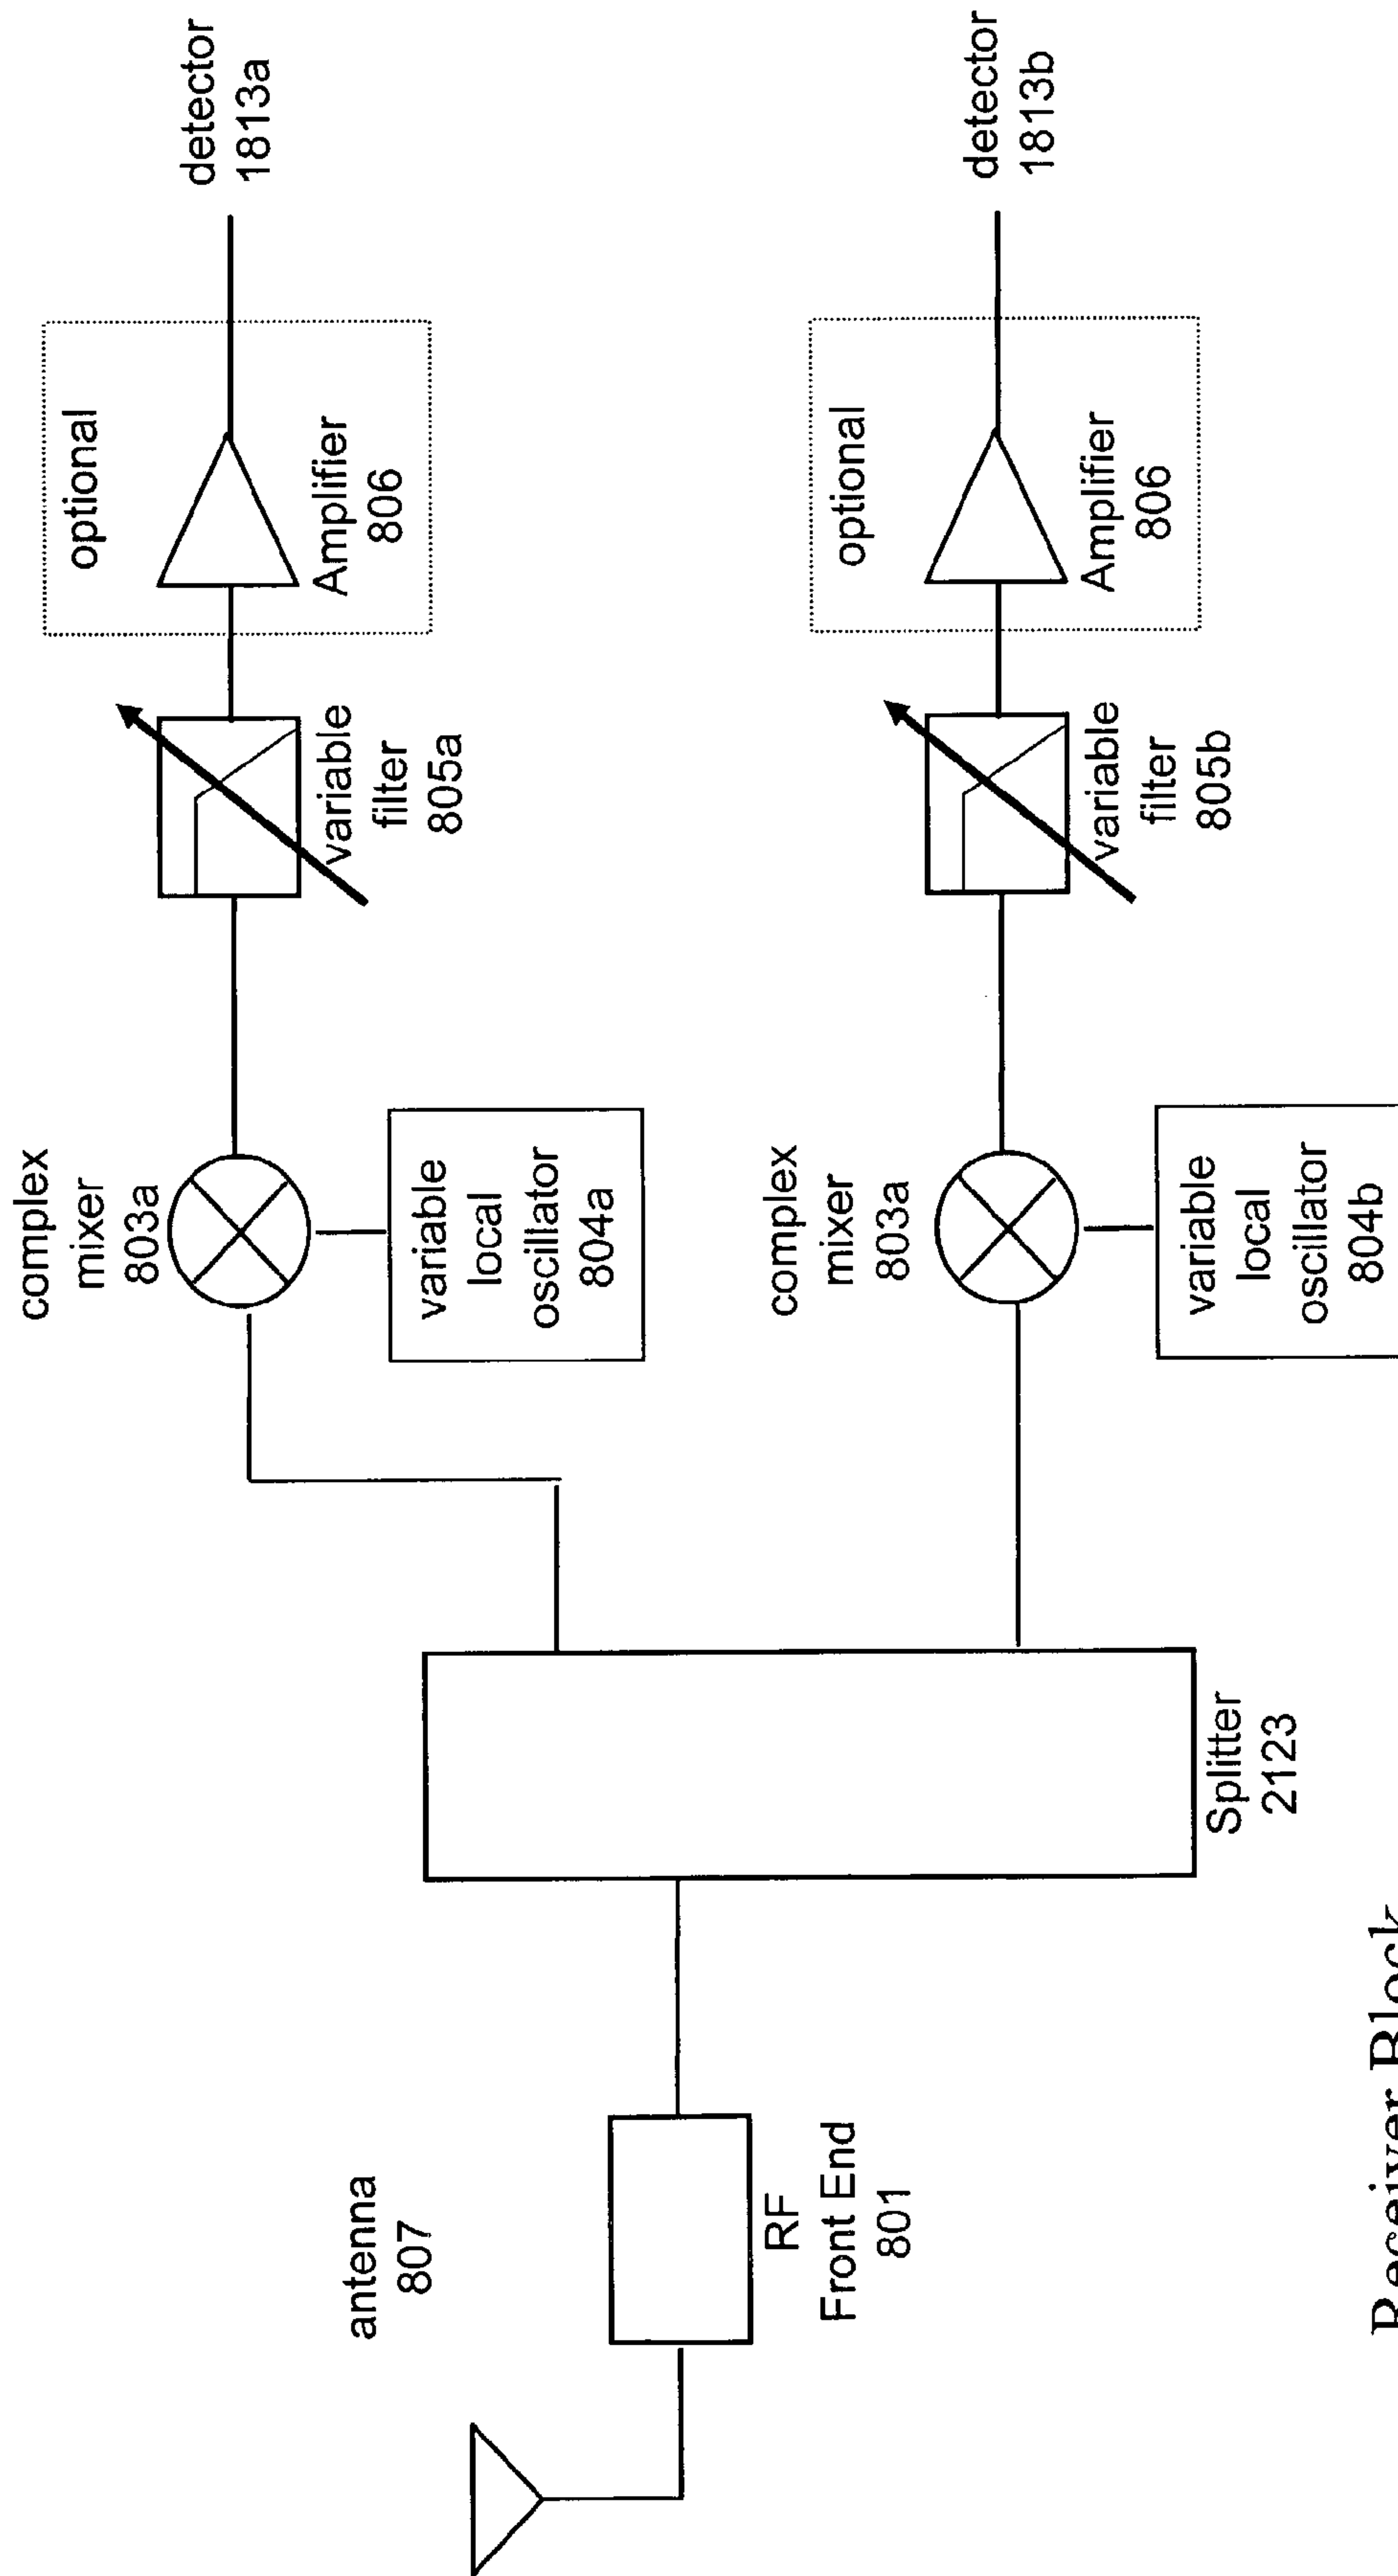 antenna
807
RF
Front End
801
Splitter
2123
complex
mixer
803a
variable
local
oscillator
804a
variable
filter
805a
optional
Amplifier
806
detector
1813a
complex
mixer
803a
variable
local
oscillator
804b
variable
filter
805b
optional
Amplifier
806
detector
1813b
Receiver Block